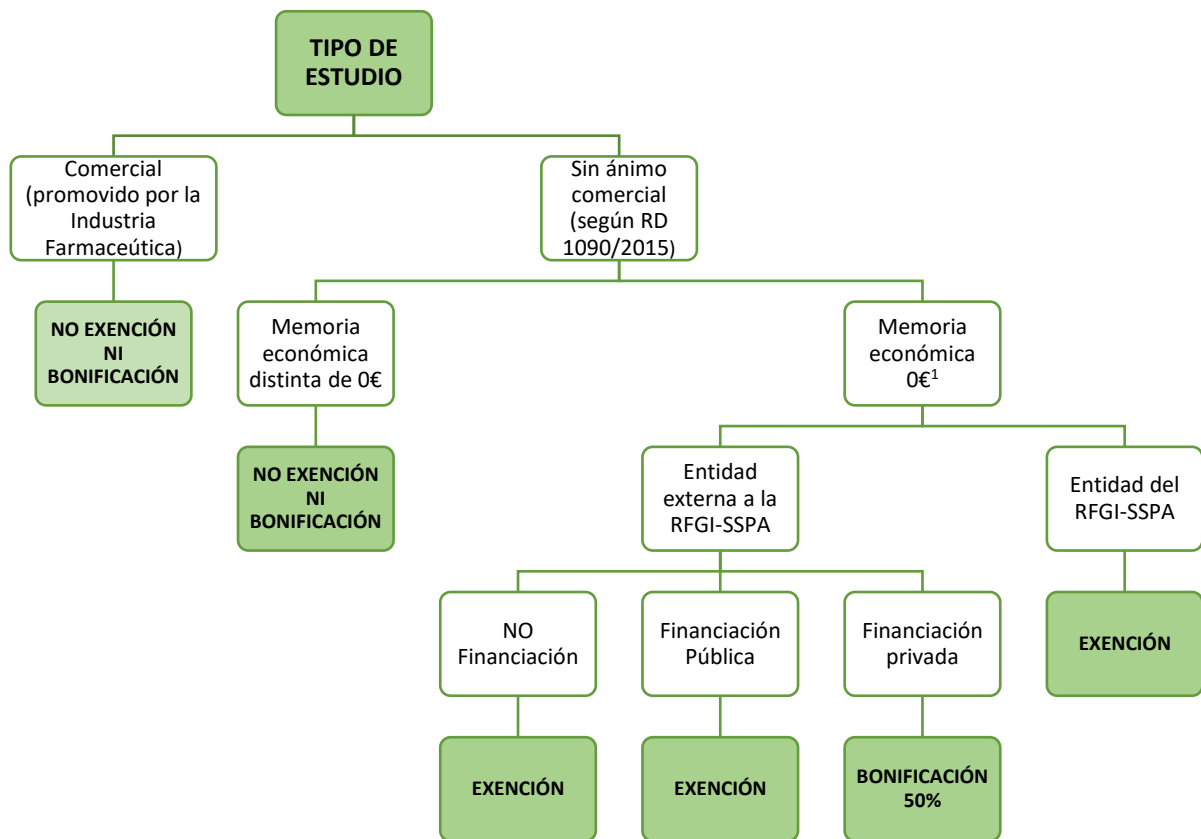 TIPO DE
ESTUDIO
Comercial
(promovido por la
Industria
Farmaceútica)
Sin ánimo
comercial
(según RD
1090/2015)
NO EXENCIÓN
NI
BONIFICACIÓN
Memoria
económica
distinta de 0€
Memoria
económica
0€¹
NO EXENCIÓN
NI
BONIFICACIÓN
Entidad
externa a la
RFGI-SSPA
Entidad del
RFGI-SSPA
NO
Financiación
Financiación
Pública
Financiación
privada
EXENCIÓN
EXENCIÓN
EXENCIÓN
BONIFICACIÓN
50%